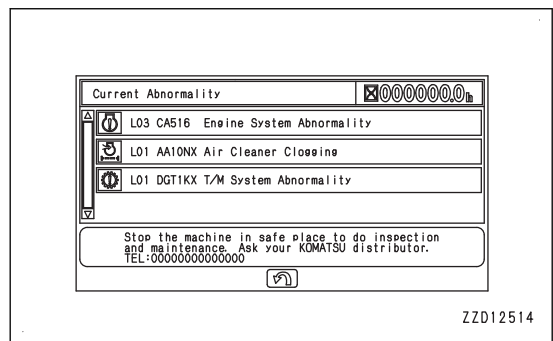 Current Abnormality 000000.0h
L03 CA516 Engine System Abnormality
L01 AA10NX Air Cleaner Clogging
L01 DGT1KX T/M System Abnormality
Stop the machine in safe place to do inspection
and maintenance. Ask your KOMATSU distributor.
TEL:00000000000000
ZZD12514